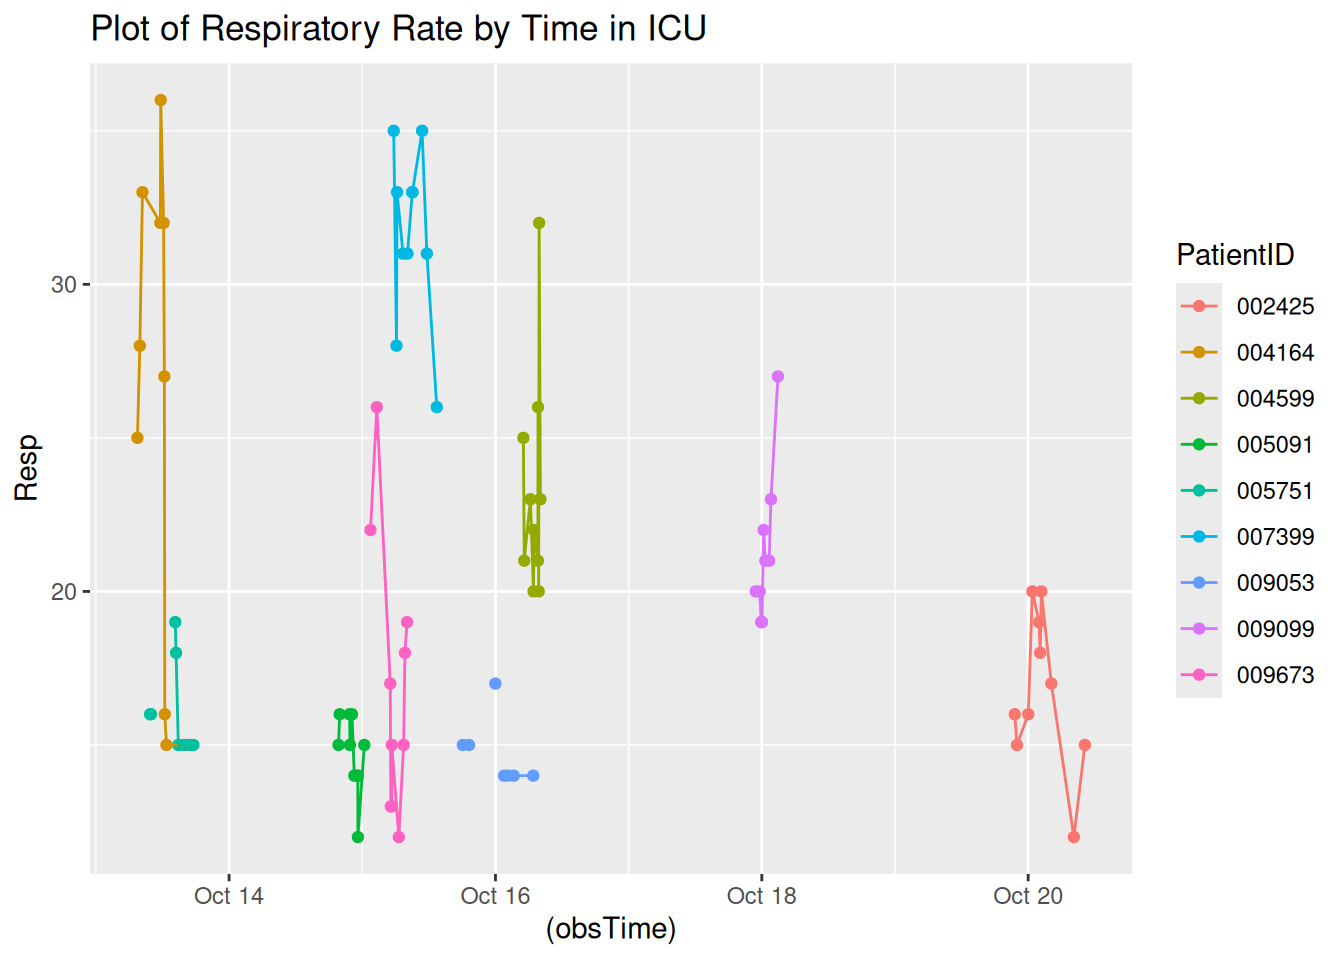 Plot of Respiratory Rate by Time in ICU
30
20
Resp
Oct 14
Oct 16
Oct 18
Oct 20
(obsTime)
PatientID
002425
004164
004599
005091
005751
007399
009053
009099
009673